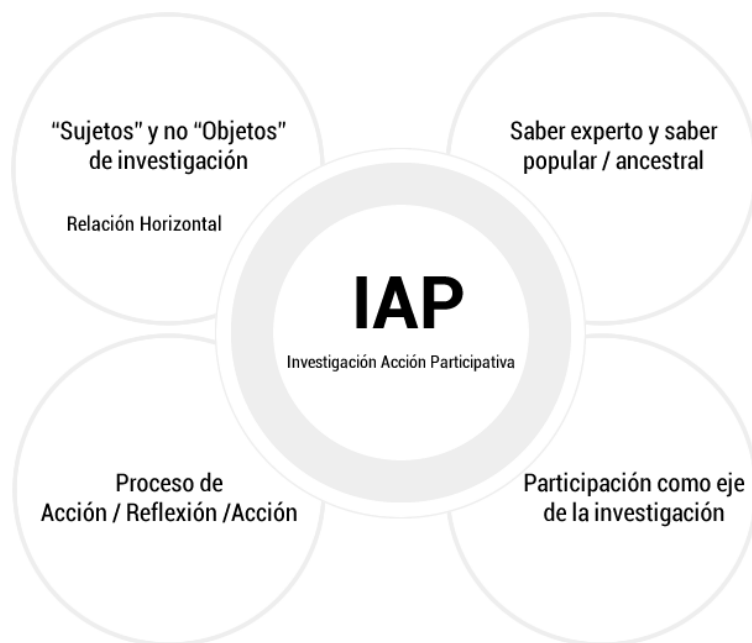 “Sujetos” y no “Objetos”
de investigación
Relación Horizontal
Saber experto y saber
popular / ancestral
IAP
Investigación Acción Participativa
Proceso de
Acción / Reflexión /Acción
Participación como eje
de la investigación